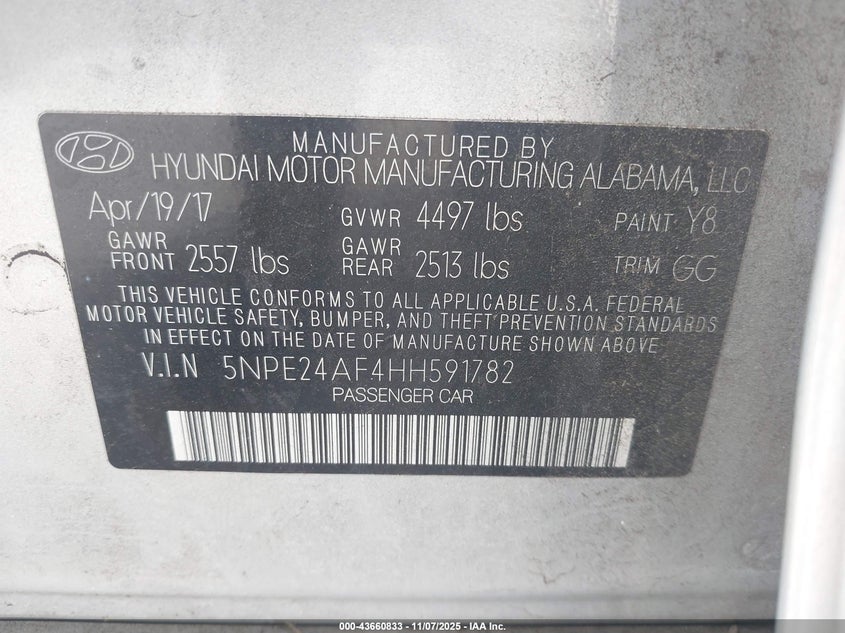 MANUFACTURED BY
HYUNDAI MOTOR MANUFACTURING ALABAMA, LLC
Apr/19/17 GVWR 4497 lbs PAINT Y8
GAWR FRONT 2557 lbs GAWR REAR 2513 lbs TRIM GG
THIS VEHICLE CONFORMS TO ALL APPLICABLE U.S.A. FEDERAL
MOTOR VEHICLE SAFETY, BUMPER, AND THEFT PREVENTION STANDARDS
IN EFFECT ON THE DATE OF MANUFACTURE SHOWN ABOVE
V.I.N 5NPE24AF4HH591782
PASSENGER CAR
000-43660833 - 11/07/2025 - IAA Inc.